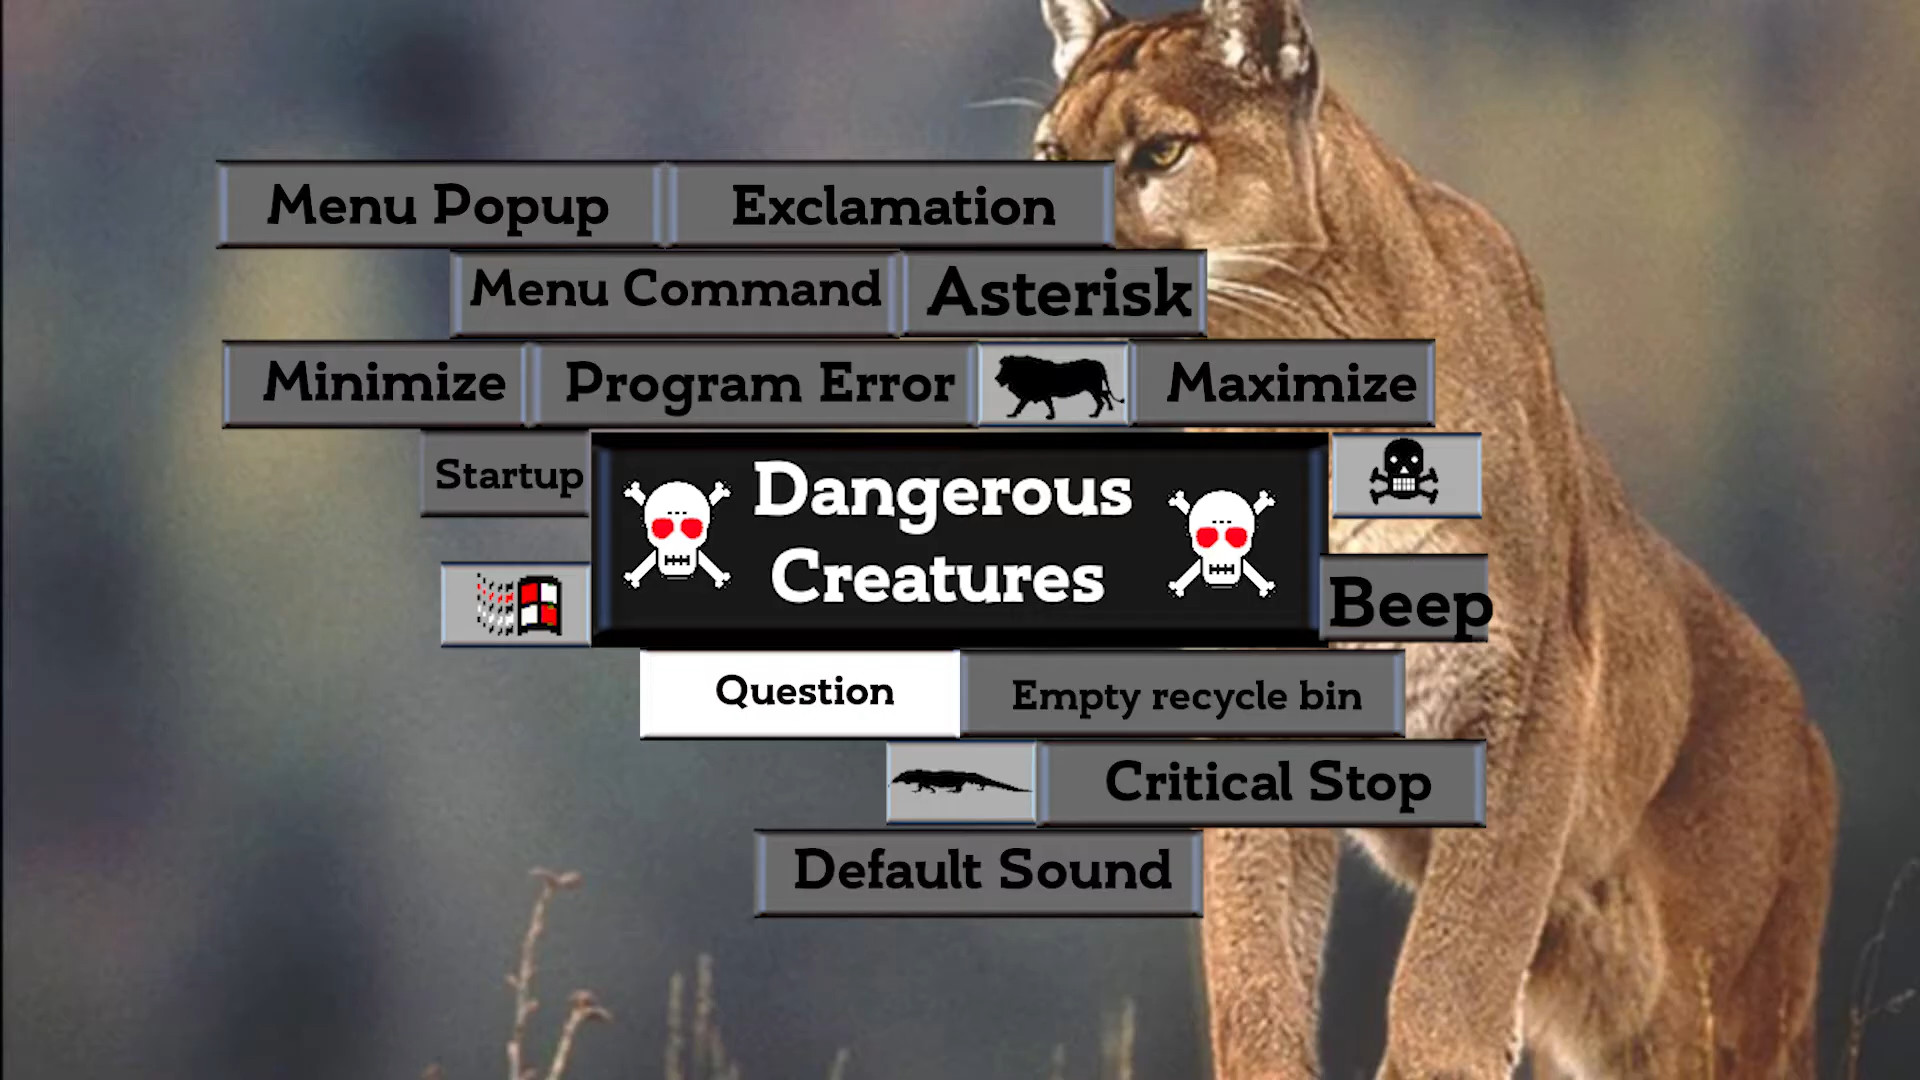 Menu Popup
Exclamation
Menu Command
Asterisk
Minimize
Program Error
Maximize
Startup
Dangerous
Creatures
Beep
Question
Empty recycle bin
Critical Stop
Default Sound